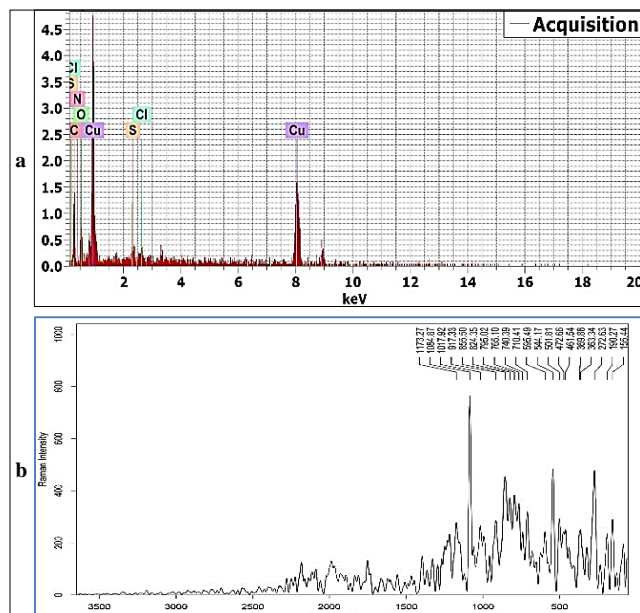 Acquisition
4.5
4.0
3.5
3.0
2.5
2.0
1.5
1.0
0.5
0.0
Cl
S
N
O
C Cu
S
Cl
Cu
2 4 6 8 10 12 14 16 18 20
keV
a
1173.27
1084.87
1017.92
917.33
855.50
824.35
795.02
766.10
740.39
710.41
595.49
544.17
501.81
472.66
461.54
369.86
363.34
272.63
190.27
155.44
1000
800
600
400
200
0
Raman Intensity
3500 3000 2500 2000 1500 1000 500
b